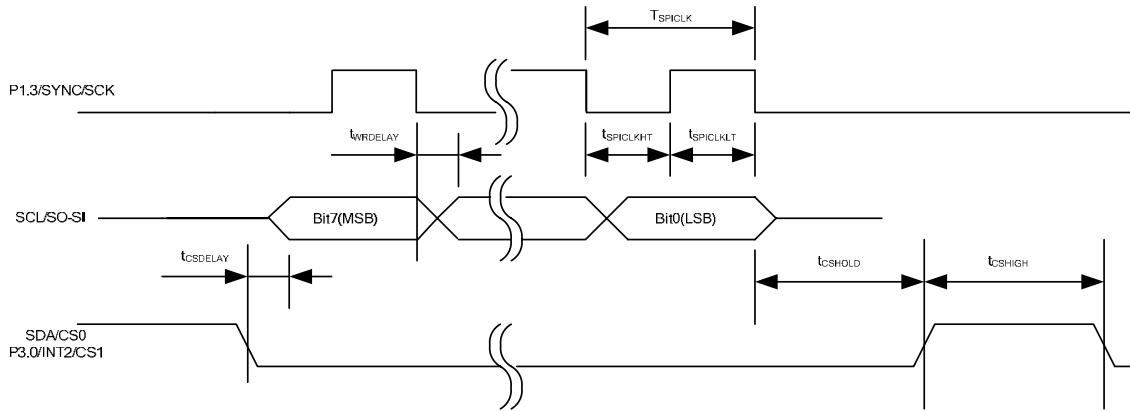 TSPICLK
P1.3/SYNC/SCK
tWRDELAY
tSPICLKHT
tSPICLKLT
SCL/SO-SI
Bit7(MSB)
Bit0(LSB)
tCSDELAY
tCSHOLD
tCSHIGH
SDA/CS0
P3.0/INT2/CS1